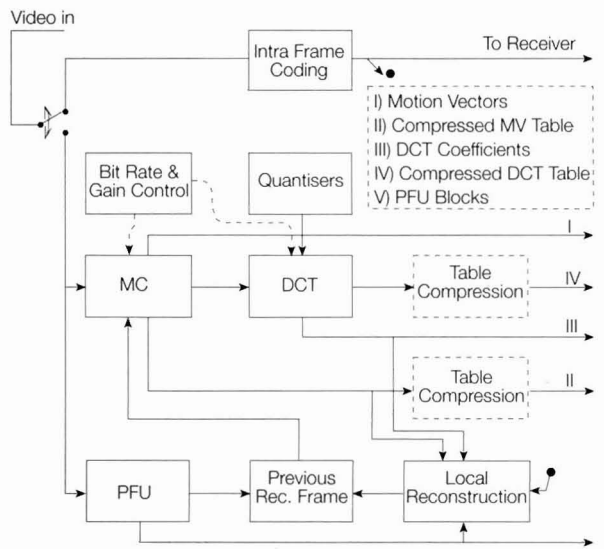 Video in
Intra Frame
Coding
To Receiver
I) Motion Vectors
II) Compressed MV Table
III) DCT Coefficients
IV) Compressed DCT Table
V) PFU Blocks
Bit Rate &
Gain Control
Quantisers
I
MC
DCT
Table
Compression
IV
III
Table
Compression
II
PFU
Previous
Rec. Frame
Local
Reconstruction